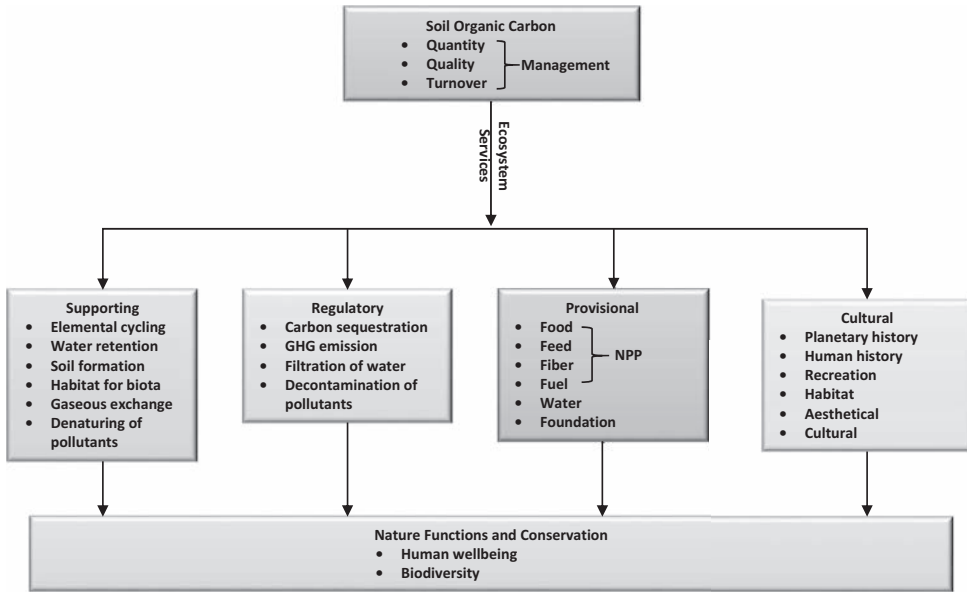 Soil Organic Carbon
• Quantity
• Quality
• Turnover
Management
Ecosystem
Services
Supporting
• Elemental cycling
• Water retention
• Soil formation
• Habitat for biota
• Gaseous exchange
• Denaturing of
pollutants
Regulatory
• Carbon sequestration
• GHG emission
• Filtration of water
• Decontamination of
pollutants
Provisional
• Food
• Feed
• Fiber
• Fuel
NPP
• Water
• Foundation
Cultural
• Planetary history
• Human history
• Recreation
• Habitat
• Aesthetical
• Cultural
Nature Functions and Conservation
• Human wellbeing
• Biodiversity